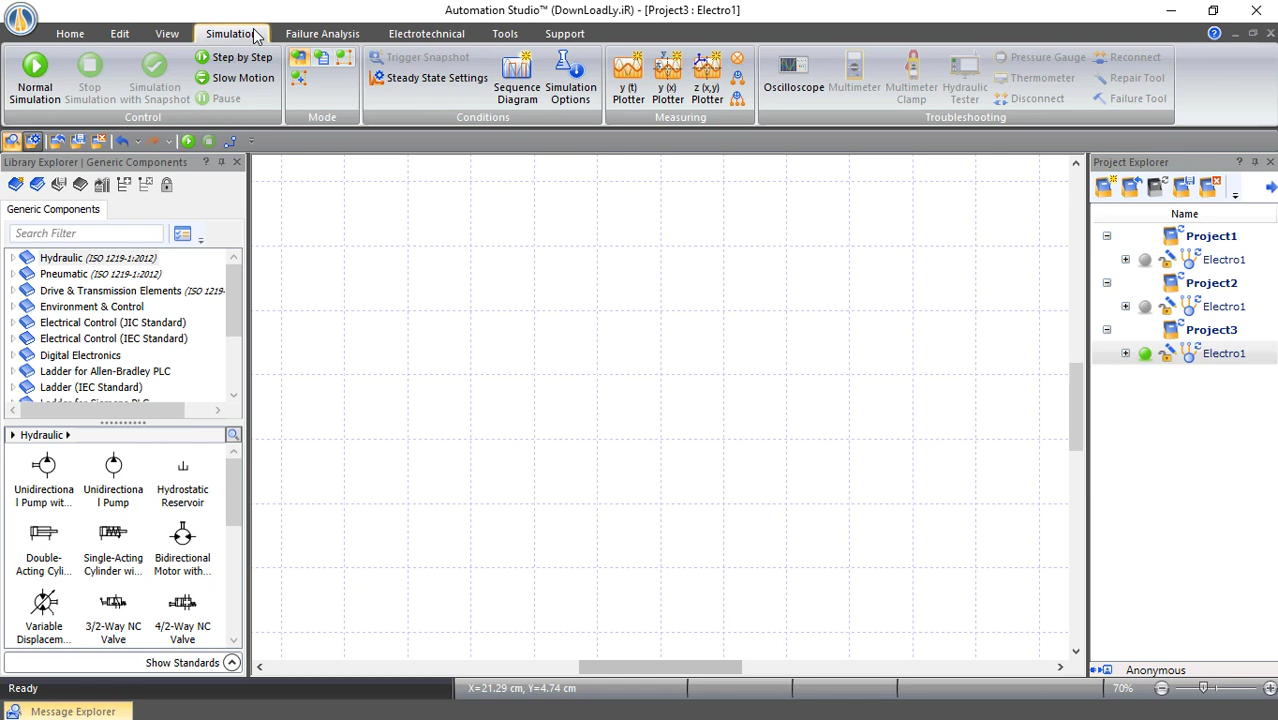 Automation Studio™ (DownLoadLy.iR) - [Project3 : Electro1]
Home Edit View Simulation Failure Analysis Electrotechnical Tools Support
Normal Simulation
Stop Simulation
Simulation with Snapshot
Step by Step
Slow Motion
Pause
Control
Mode
Trigger Snapshot
Steady State Settings
Sequence Diagram
Simulation Options
Conditions
y (t) Plotter
y (x) Plotter
z (x,y) Plotter
Measuring
Oscilloscope
Multimeter
Multimeter Clamp
Hydraulic Tester
Pressure Gauge
Thermometer
Disconnect
Reconnect
Repair Tool
Failure Tool
Troubleshooting
Library Explorer | Generic Components
Generic Components
Search Filter
Hydraulic (ISO 1219-1:2012)
Pneumatic (ISO 1219-1:2012)
Drive & Transmission Elements (ISO 1219-
Environment & Control
Electrical Control (JIC Standard)
Electrical Control (IEC Standard)
Digital Electronics
Ladder for Allen-Bradley PLC
Ladder (IEC Standard)
Ladder for Siemens PLC
Hydraulic
Unidirectiona
l Pump wit...
Unidirectiona
l Pump
Hydrostatic
Reservoir
Double-
Acting Cyli...
Single-Acting
Cylinder wi...
Bidirectional
Motor with...
Variable
Displacem...
3/2-Way NC
Valve
4/2-Way NC
Valve
Show Standards
Project Explorer
Name
Project1
Electro1
Project2
Electro1
Project3
Electro1
Anonymous
Ready
X=21.29 cm, Y=4.74 cm
70%
Message Explorer